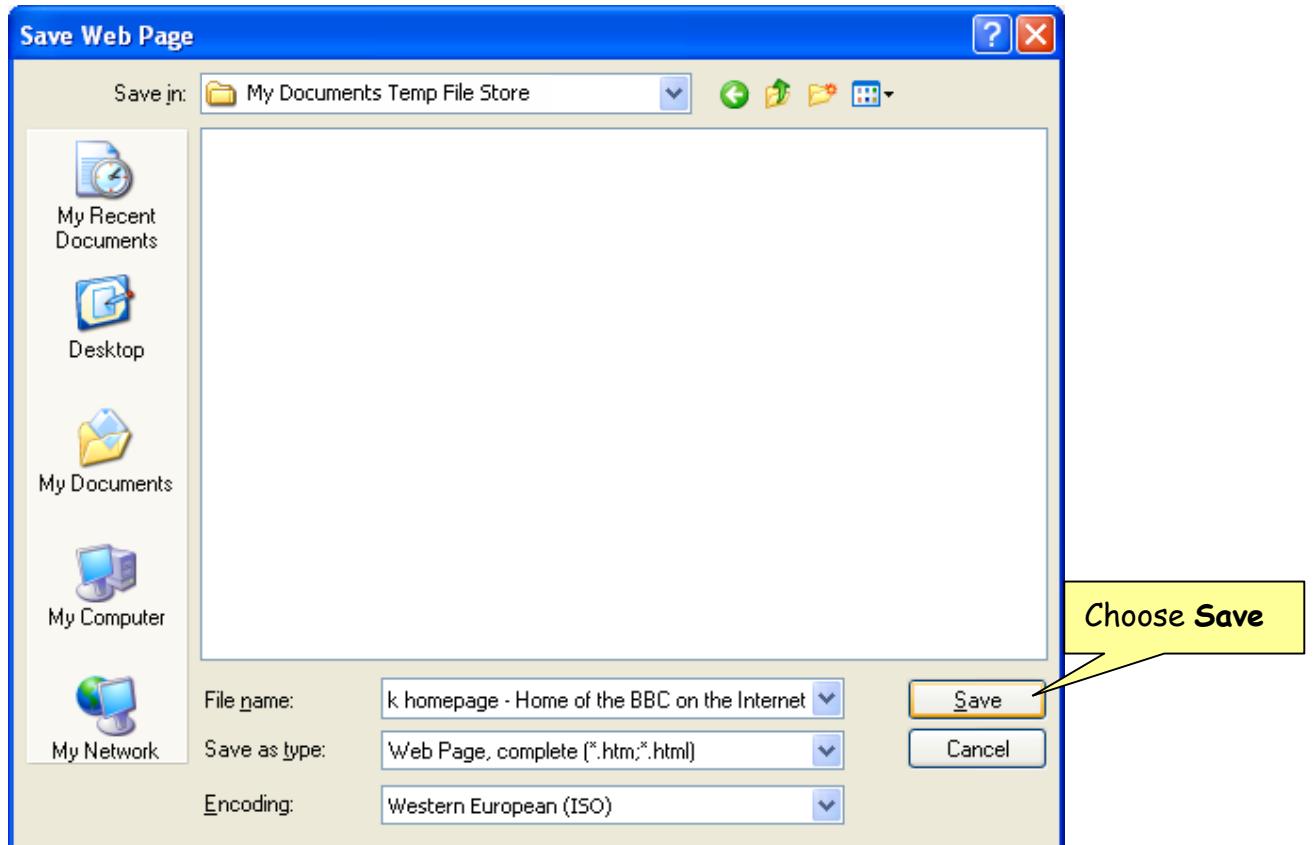 Save Web Page
Save in:
My Documents Temp File Store
My Recent
Documents
Desktop
My Documents
My Computer
My Network
File name:
k homepage - Home of the BBC on the Internet
Save
Save as type:
Web Page, complete (*.htm;*.html)
Cancel
Encoding:
Western European (ISO)
Choose Save